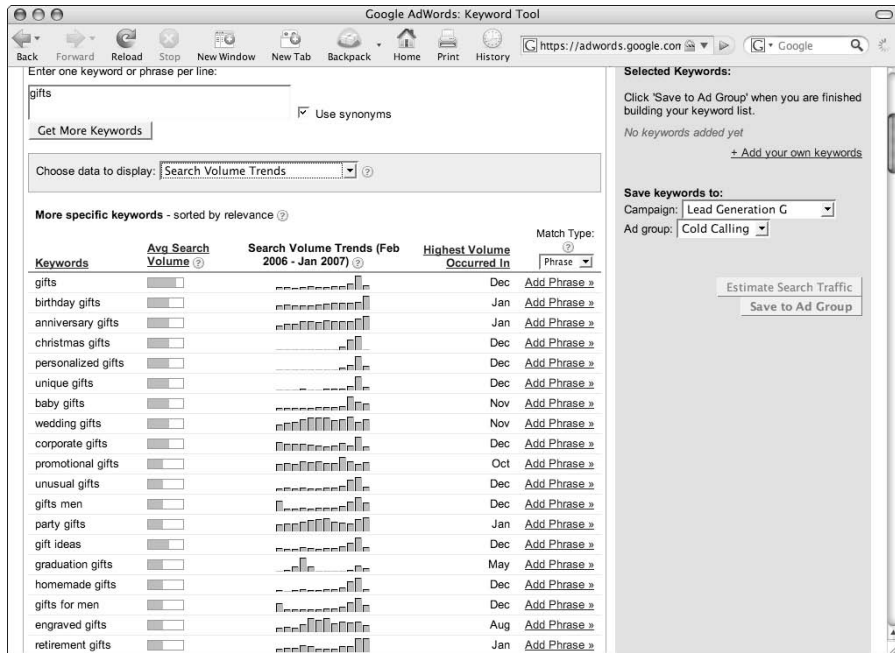 Google AdWords: Keyword Tool
Back Forward Reload Stop New Window New Tab Backpack Home Print History https://adwords.google.con Google
Enter one keyword or phrase per line:
gifts
Use synonyms
Get More Keywords
Choose data to display: Search Volume Trends ?
More specific keywords - sorted by relevance ?
Keywords Avg Search Volume ? Search Volume Trends (Feb 2006 - Jan 2007) ? Highest Volume Occurred In Match Type: ? Phrase
gifts Dec Add Phrase »
birthday gifts Jan Add Phrase »
anniversary gifts Jan Add Phrase »
christmas gifts Dec Add Phrase »
personalized gifts Dec Add Phrase »
unique gifts Dec Add Phrase »
baby gifts Nov Add Phrase »
wedding gifts Nov Add Phrase »
corporate gifts Dec Add Phrase »
promotional gifts Oct Add Phrase »
unusual gifts Dec Add Phrase »
gifts men Dec Add Phrase »
party gifts Jan Add Phrase »
gift ideas Dec Add Phrase »
graduation gifts May Add Phrase »
homemade gifts Dec Add Phrase »
gifts for men Dec Add Phrase »
engraved gifts Aug Add Phrase »
retirement gifts Jan Add Phrase »
Selected Keywords:
Click 'Save to Ad Group' when you are finished
building your keyword list.
No keywords added yet
+ Add your own keywords
Save keywords to:
Campaign: Lead Generation G
Ad group: Cold Calling
Estimate Search Traffic
Save to Ad Group